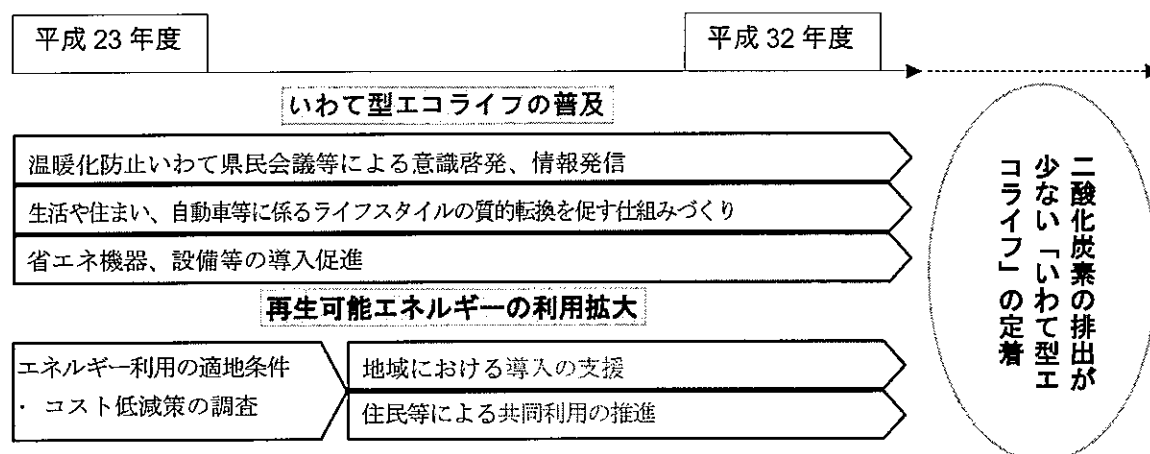 平成 23 年度
平成 32 年度
いわて型エコライフの普及
温暖化防止いわて県民会議等による意識啓発、情報発信
生活や住まい、自動車等に係るライフスタイルの質的転換を促す仕組みづくり
省エネ機器、設備等の導入促進
再生可能エネルギーの利用拡大
エネルギー利用の適地条件
・ コスト低減策の調査
地域における導入の支援
住民等による共同利用の推進
二酸化炭素の排出が
少ない「いわて型エ
コライフ」の定着